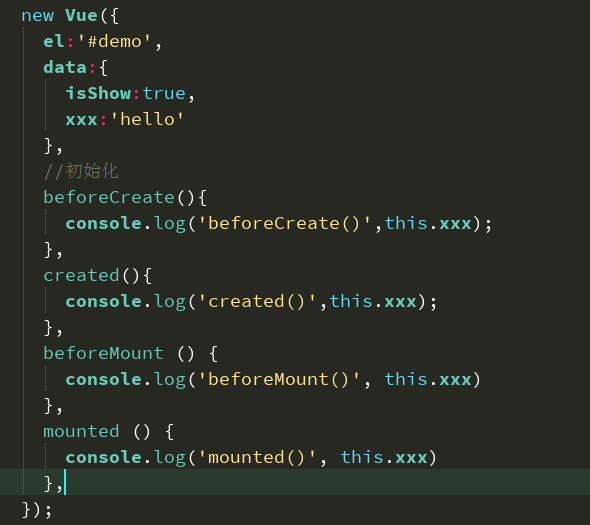 new Vue({
  el:'#demo',
  data:{
    isShow:true,
    xxx:'hello'
  },
  //初始化
  beforeCreate(){
    console.log('beforeCreate()',this.xxx);
  },
  created(){
    console.log('created()',this.xxx);
  },
  beforeMount () {
    console.log('beforeMount()', this.xxx)
  },
  mounted () {
    console.log('mounted()', this.xxx)
  },
});